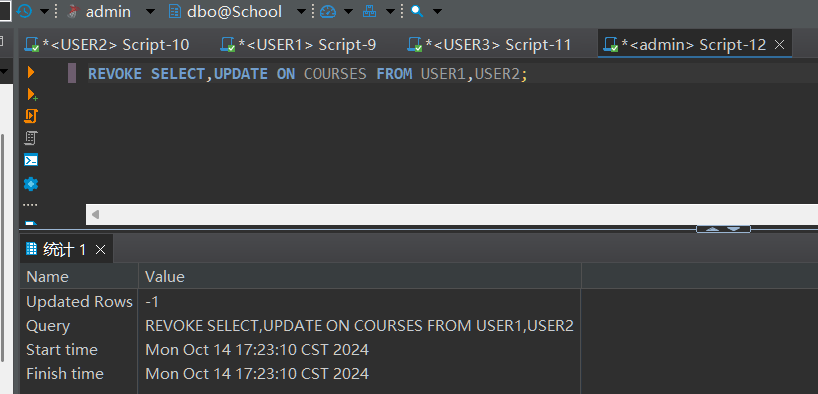 admin dbo@School
*<USER2> Script-10 *<USER1> Script-9 *<USER3> Script-11 *<admin> Script-12
REVOKE SELECT,UPDATE ON COURSES FROM USER1,USER2;
统计 1
Name Value
Updated Rows -1
Query REVOKE SELECT,UPDATE ON COURSES FROM USER1,USER2
Start time Mon Oct 14 17:23:10 CST 2024
Finish time Mon Oct 14 17:23:10 CST 2024